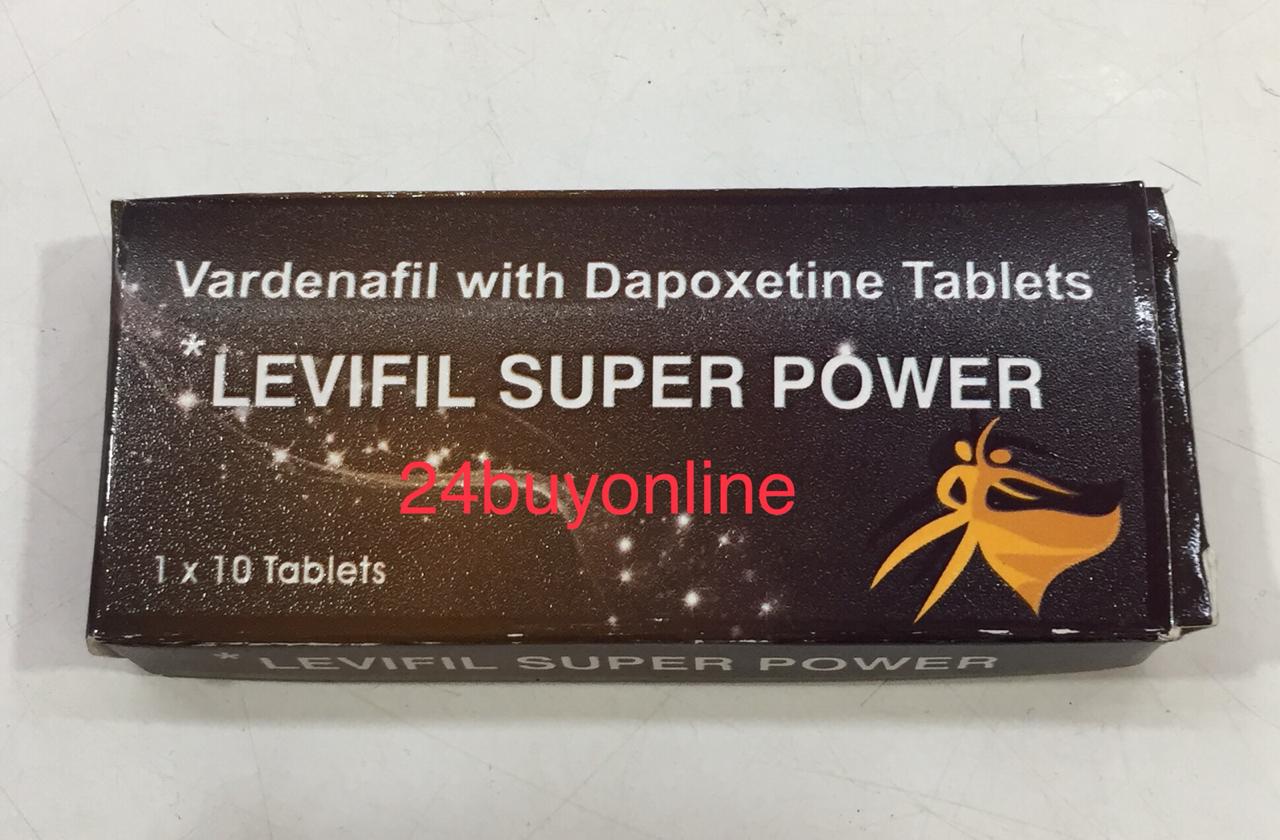 Vardenafil with Dapoxetine Tablets
*LEVIFIL SUPER POWER
24buyonline
1 x 10 Tablets
* LEVIFIL SUPER POWER